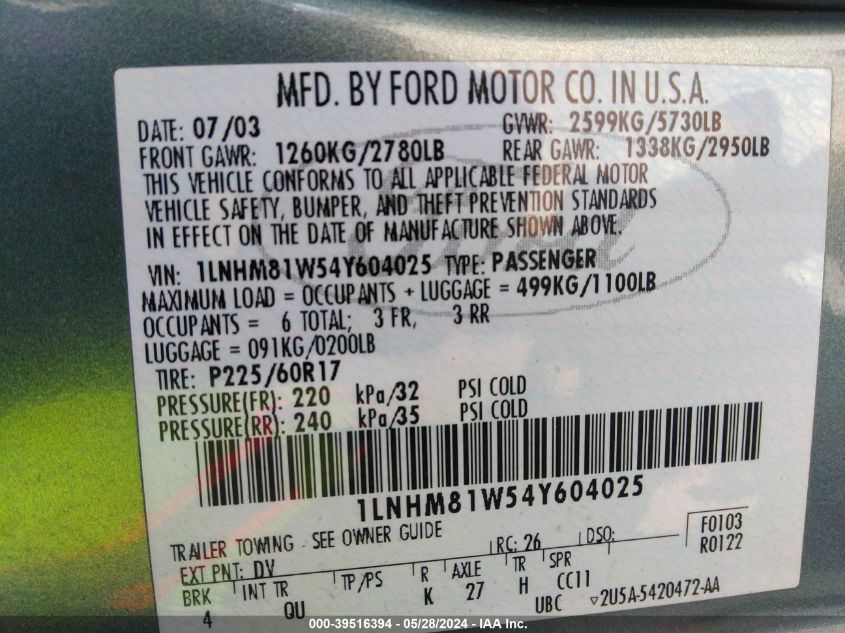 MFD. BY FORD MOTOR CO. IN U.S.A.
DATE: 07/03 GVWR: 2599KG/5730LB
FRONT GAWR: 1260KG/2780LB REAR GAWR: 1338KG/2950LB
THIS VEHICLE CONFORMS TO ALL APPLICABLE FEDERAL MOTOR
VEHICLE SAFETY, BUMPER, AND THEFT PREVENTION STANDARDS
IN EFFECT ON THE DATE OF MANUFACTURE SHOWN ABOVE.
VIN: 1LNHM81W54Y604025 TYPE: PASSENGER
MAXIMUM LOAD = OCCUPANTS + LUGGAGE = 499KG/1100LB
OCCUPANTS = 6 TOTAL; 3 FR, 3 RR
LUGGAGE = 091KG/0200LB
TIRE: P225/60R17
PRESSURE(FR): 220 kPa/32 PSI COLD
PRESSURE(RR): 240 kPa/35 PSI COLD
1LNHM81W54Y604025
TRAILER TOWING - SEE OWNER GUIDE
RC: 26 DSO: F0103
EXT PNT: DV R0122
BRK INT TR TP/PS R AXLE TR SPR
4 QU K 27 H CC11
UBC ▽2U5A-5420472-AA
000-39516394 - 05/28/2024 - IAA Inc.